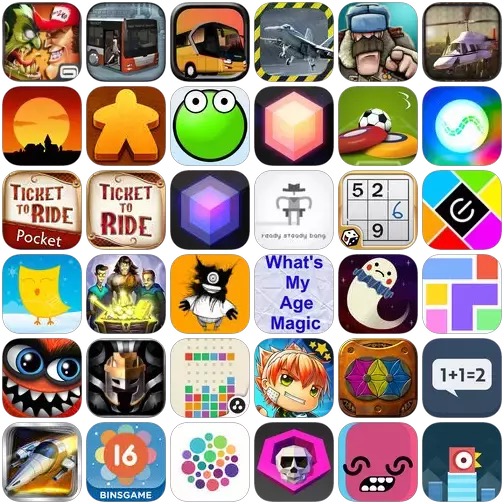 TICKET
TO
RIDE
Pocket
TICKET
TO
RIDE
ready steady bang
5 2
6
9
e
What's
My
Age
Magic
1+1=2
16
BINSGAME